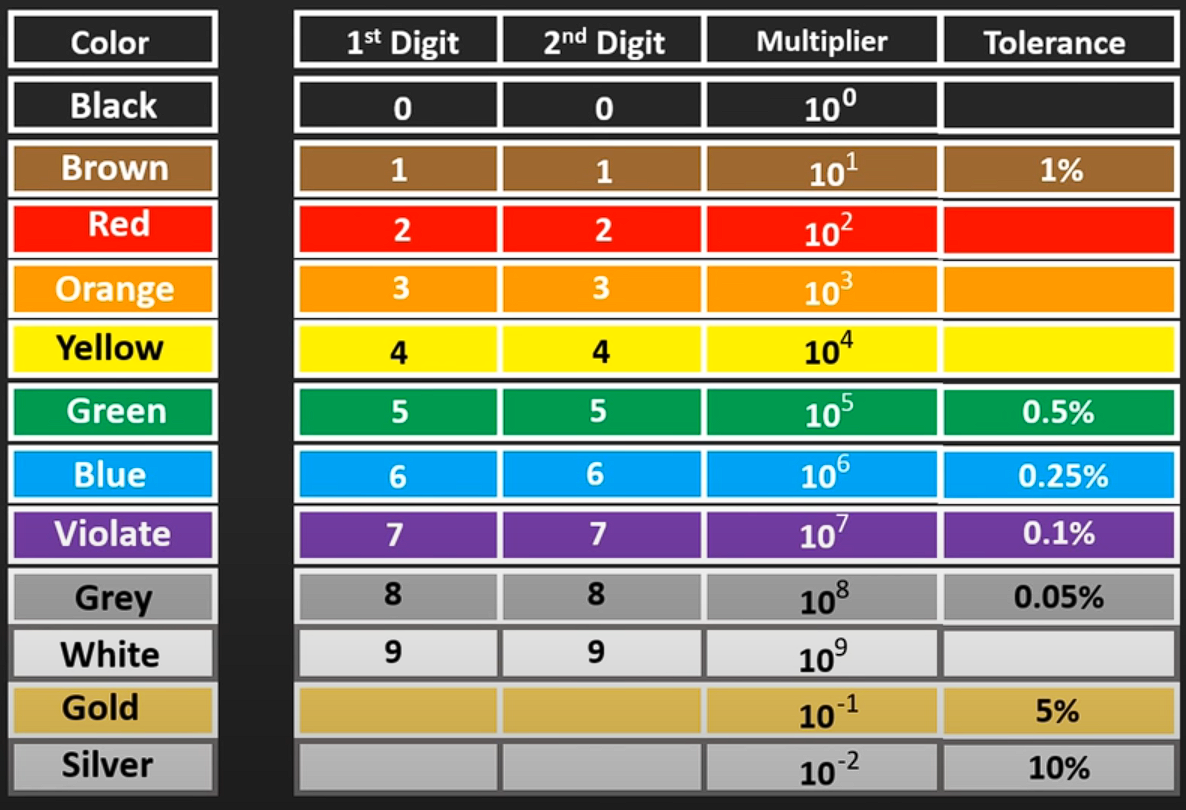 Color 1st Digit 2nd Digit Multiplier Tolerance
Black 0 0 10^0
Brown 1 1 10^1 1%
Red 2 2 10^2
Orange 3 3 10^3
Yellow 4 4 10^4
Green 5 5 10^5 0.5%
Blue 6 6 10^6 0.25%
Violate 7 7 10^7 0.1%
Grey 8 8 10^8 0.05%
White 9 9 10^9
Gold 10^-1 5%
Silver 10^-2 10%